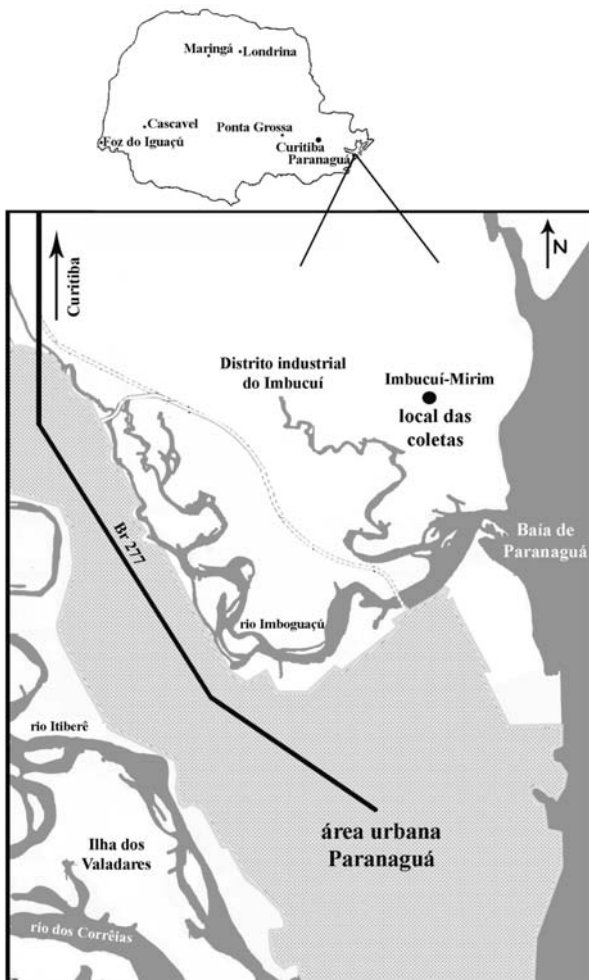 Maringá
Londrina
Cascavel
Ponta Grossa
Foz do Iguaçú
Curitiba
Paranaguá
Curitiba
N
Distrito industrial
do Imbucuí
Imbucuí-Mirim
local das
coletas
Br 277
Baía de
Paranaguá
rio Imboguaçú
rio Itiberê
área urbana
Paranaguá
Ilha dos
Valadares
rio dos Corrêias